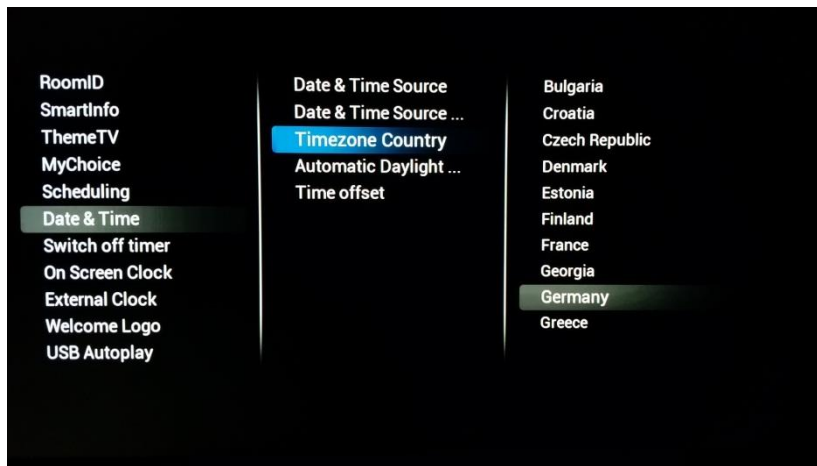 RoomID
SmartInfo
ThemeTV
MyChoice
Scheduling
Date & Time
Switch off timer
On Screen Clock
External Clock
Welcome Logo
USB Autoplay
Date & Time Source
Date & Time Source ...
Timezone Country
Automatic Daylight ...
Time offset
Bulgaria
Croatia
Czech Republic
Denmark
Estonia
Finland
France
Georgia
Germany
Greece